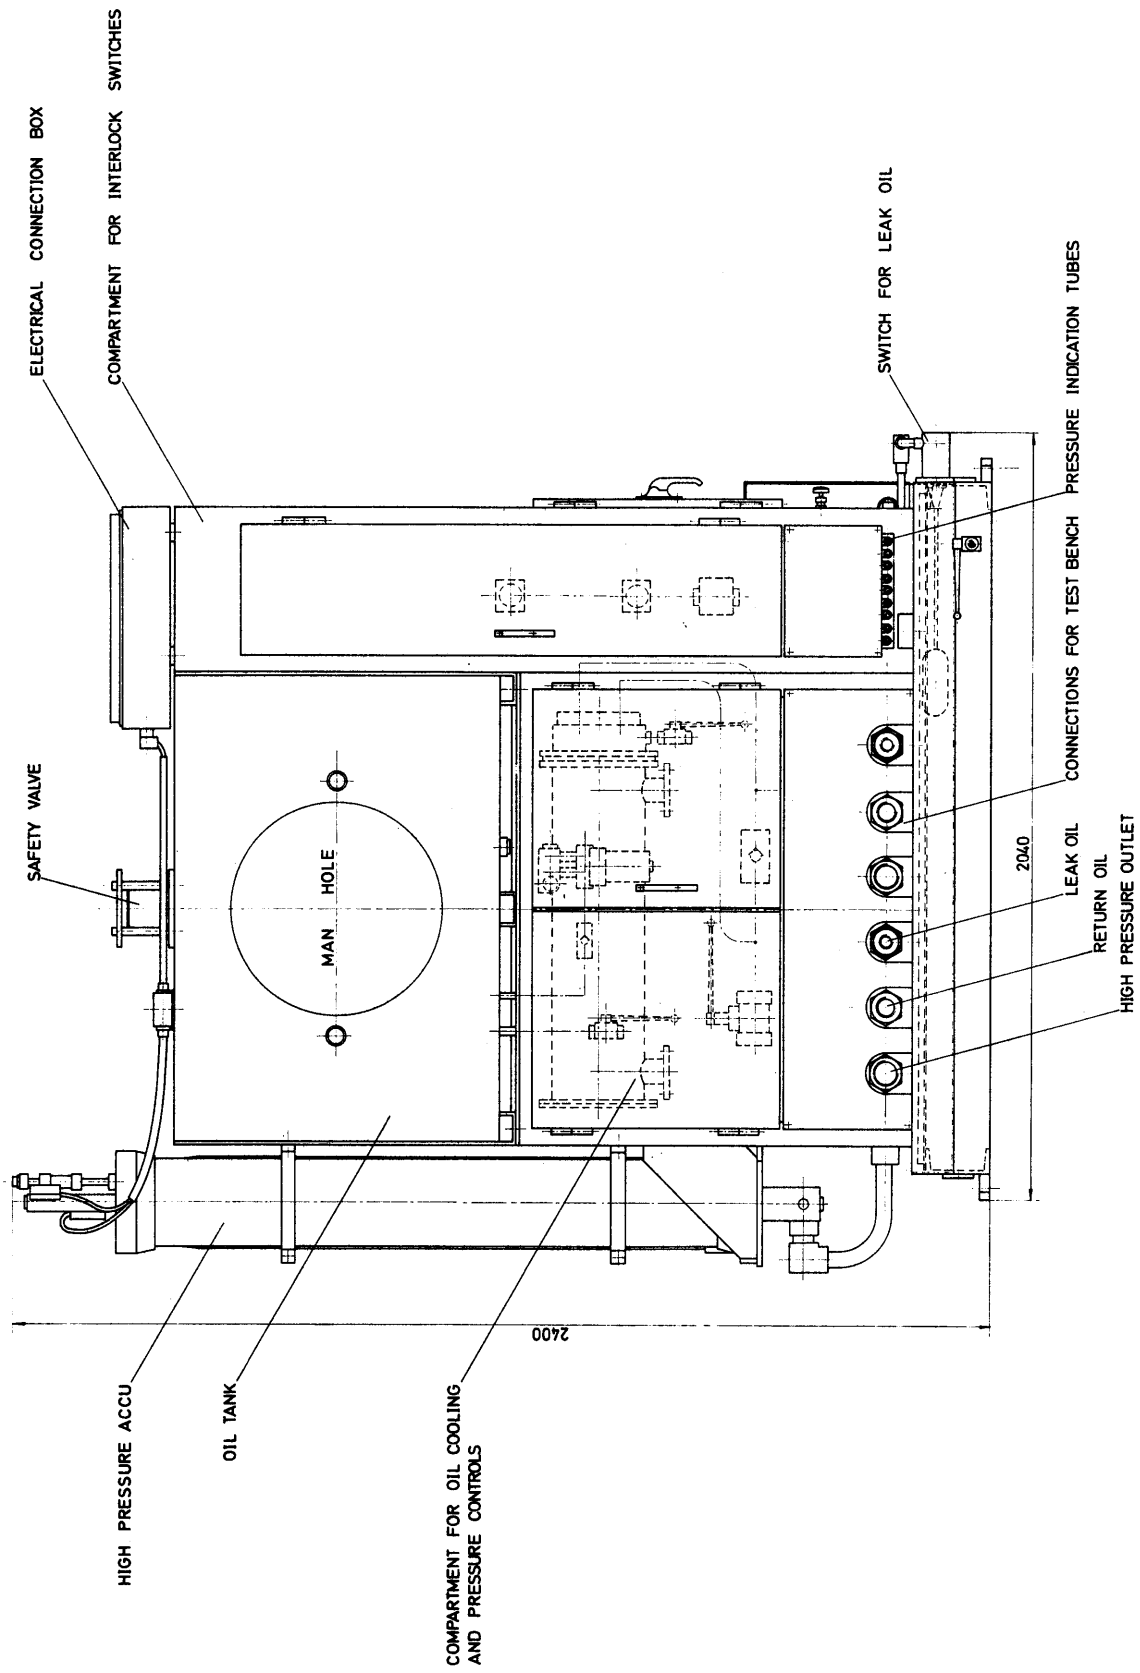 HIGH PRESSURE ACCU
OIL TANK
COMPARTMENT FOR OIL COOLING
AND PRESSURE CONTROLS
SAFETY VALVE
ELECTRICAL CONNECTION BOX
COMPARTMENT FOR INTERLOCK SWITCHES
MAN HOLE
2400
2040
SWITCH FOR LEAK OIL
PRESSURE INDICATION TUBES
CONNECTIONS FOR TEST BENCH
LEAK OIL
RETURN OIL
HIGH PRESSURE OUTLET